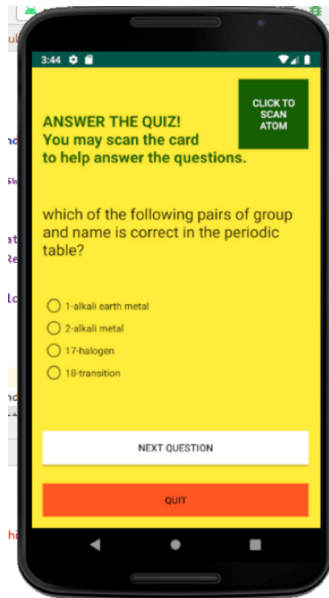 3:44
CLICK TO
SCAN
ATOM
ANSWER THE QUIZ!
You may scan the card
to help answer the questions.
which of the following pairs of group
and name is correct in the periodic
table?
1-alkali earth metal
2-alkali metal
17-halogen
18-transition
NEXT QUESTION
QUIT